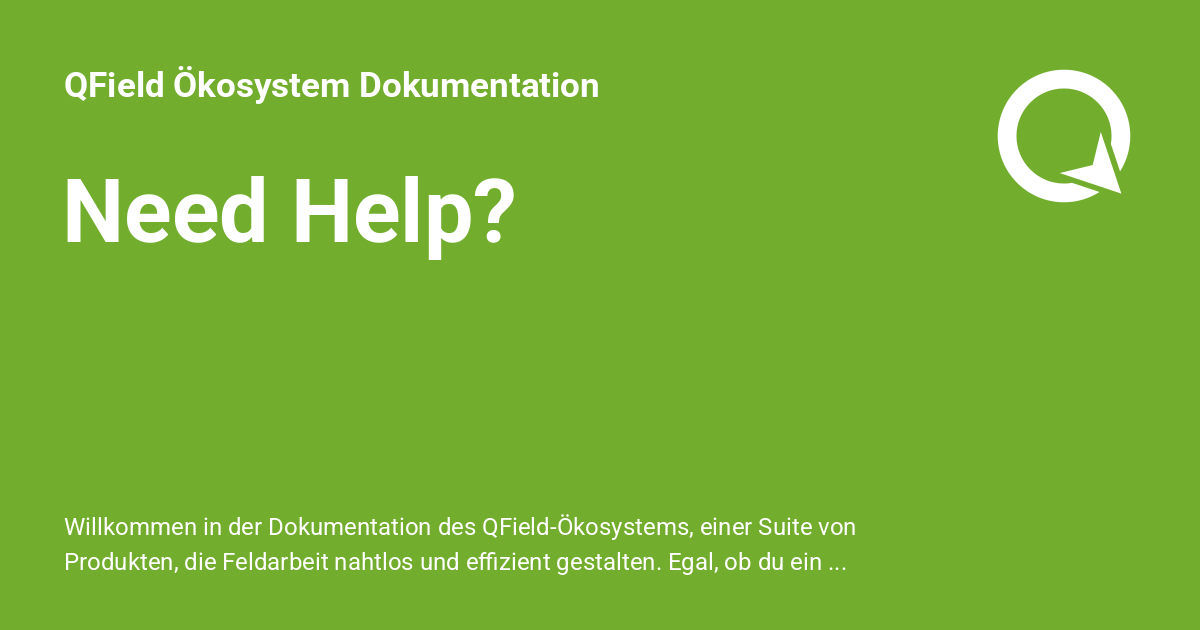 QField Ökosystem Dokumentation
Need Help?
Willkommen in der Dokumentation des QField-Ökosystems, einer Suite von
Produkten, die Feldarbeit nahtlos und effizient gestalten. Egal, ob du ein ...